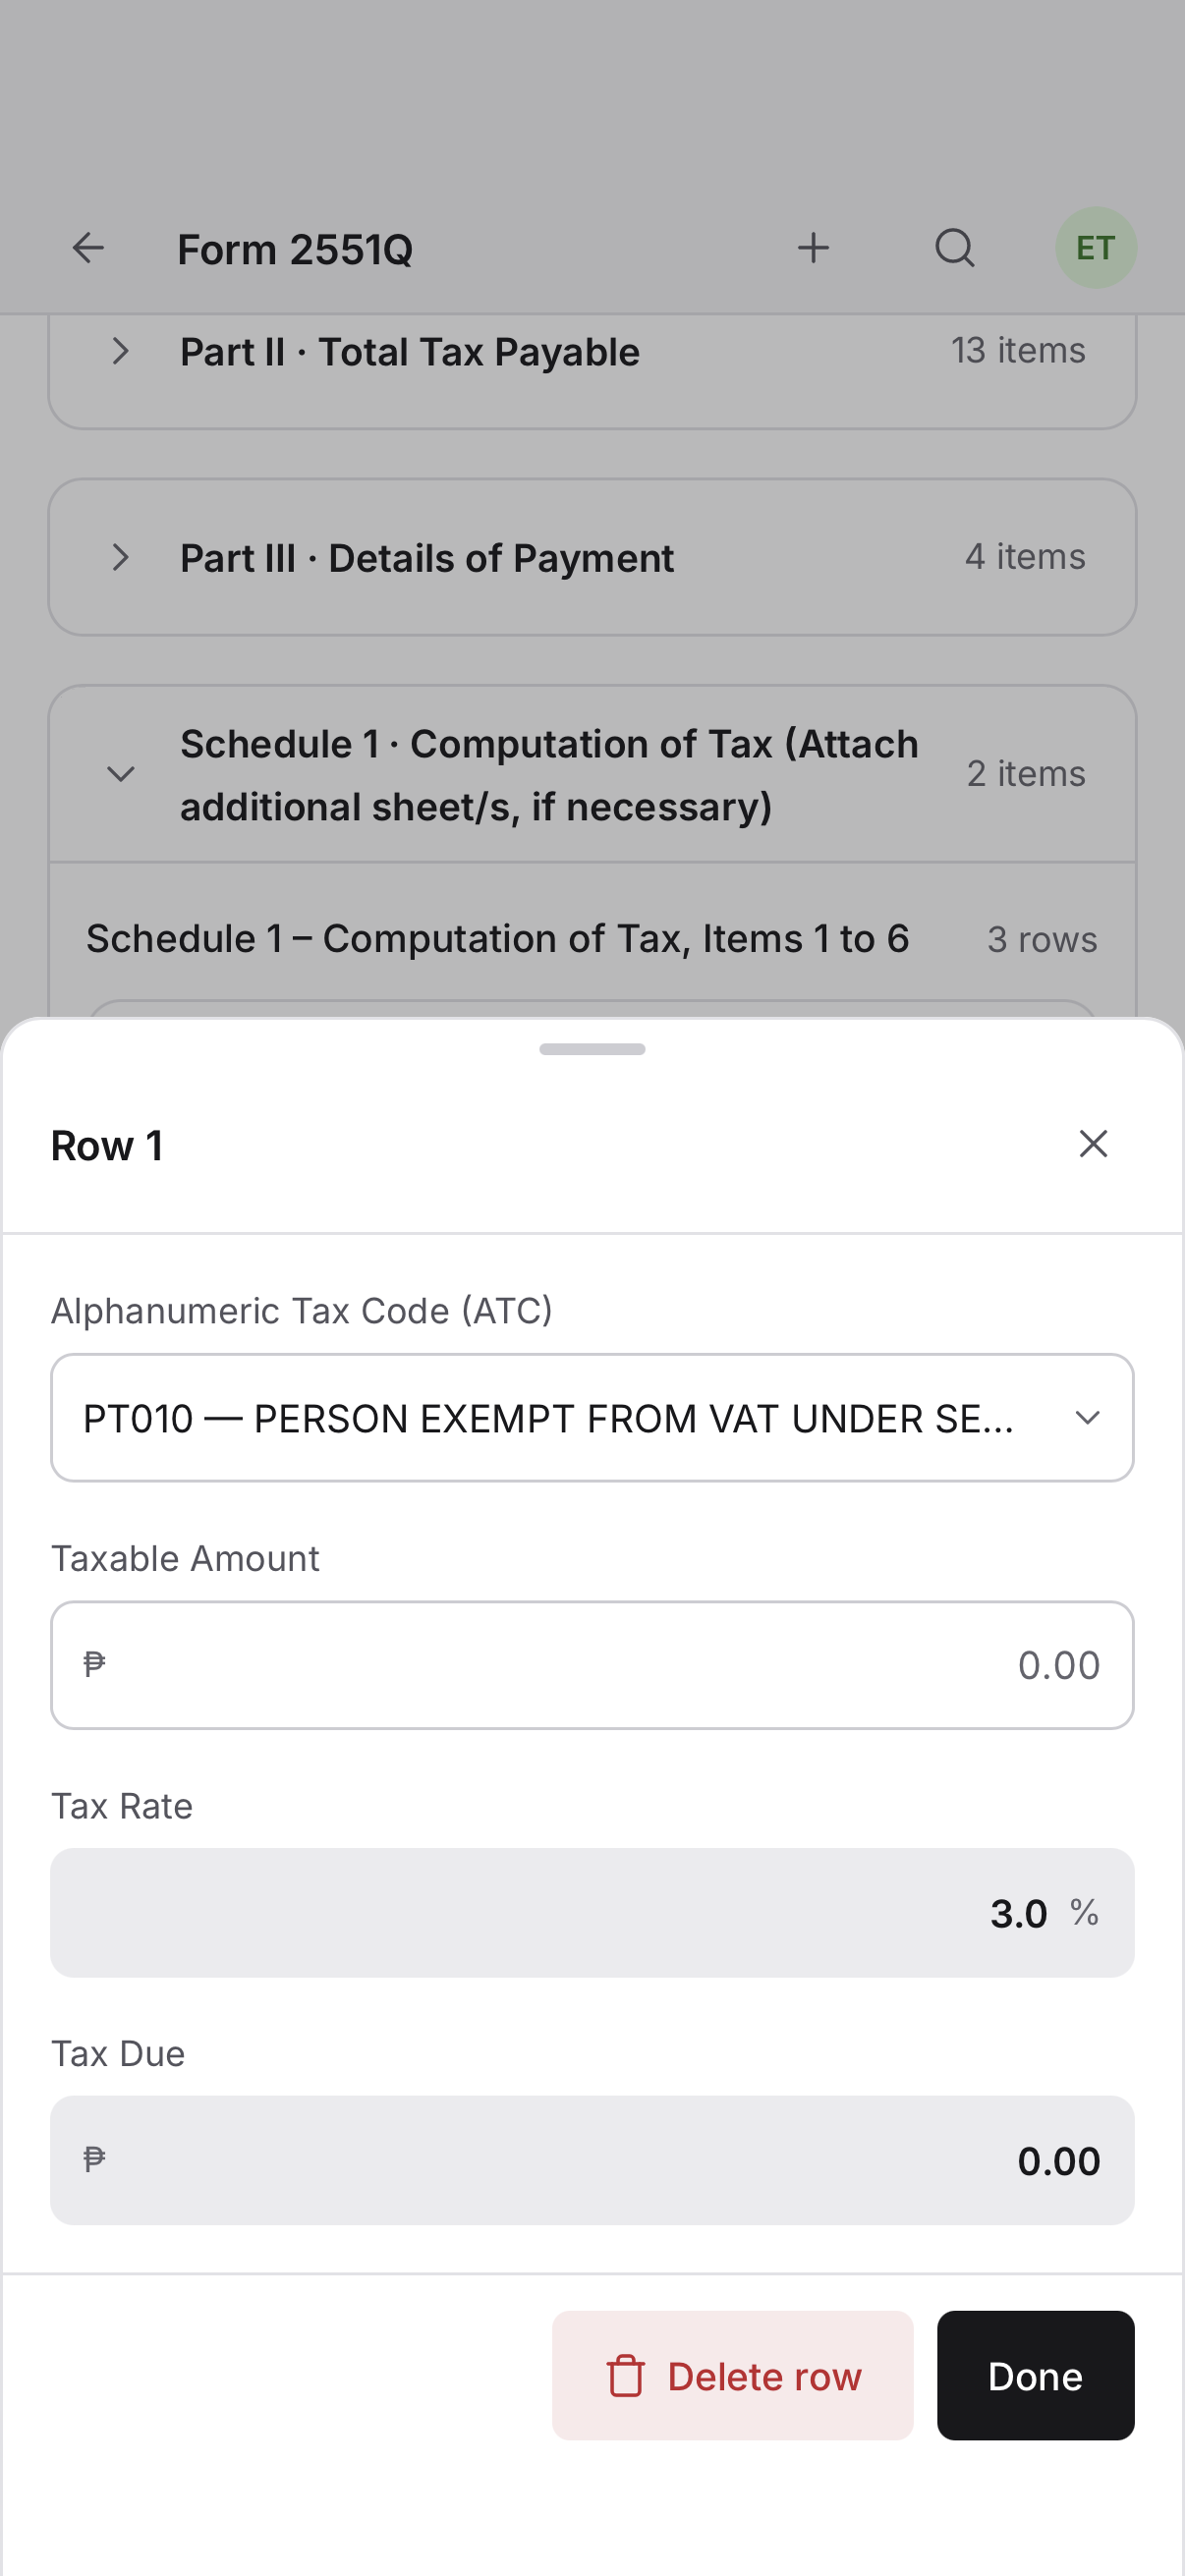 Form 2551Q
ET
Part II · Total Tax Payable
13 items
Part III · Details of Payment
4 items
Schedule 1 · Computation of Tax (Attach
additional sheet/s, if necessary)
2 items
Schedule 1 – Computation of Tax, Items 1 to 6
3 rows
Row 1
Alphanumeric Tax Code (ATC)
PT010 — PERSON EXEMPT FROM VAT UNDER SE...
Taxable Amount
₱ 0.00
Tax Rate
3.0 %
Tax Due
₱ 0.00
Delete row
Done